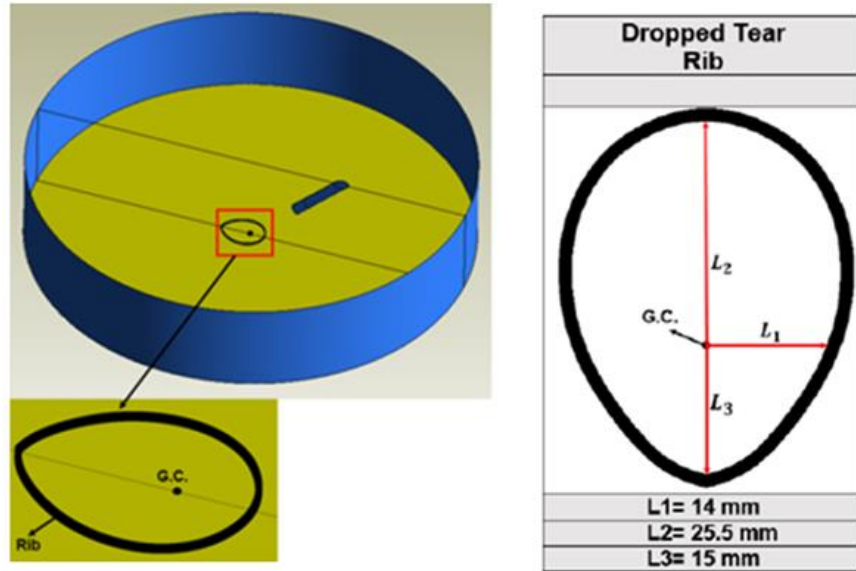 G.C.
Rib
Dropped Tear
Rib
L₂
G.C.
L₁
L₃
L1= 14 mm
L2= 25.5 mm
L3= 15 mm